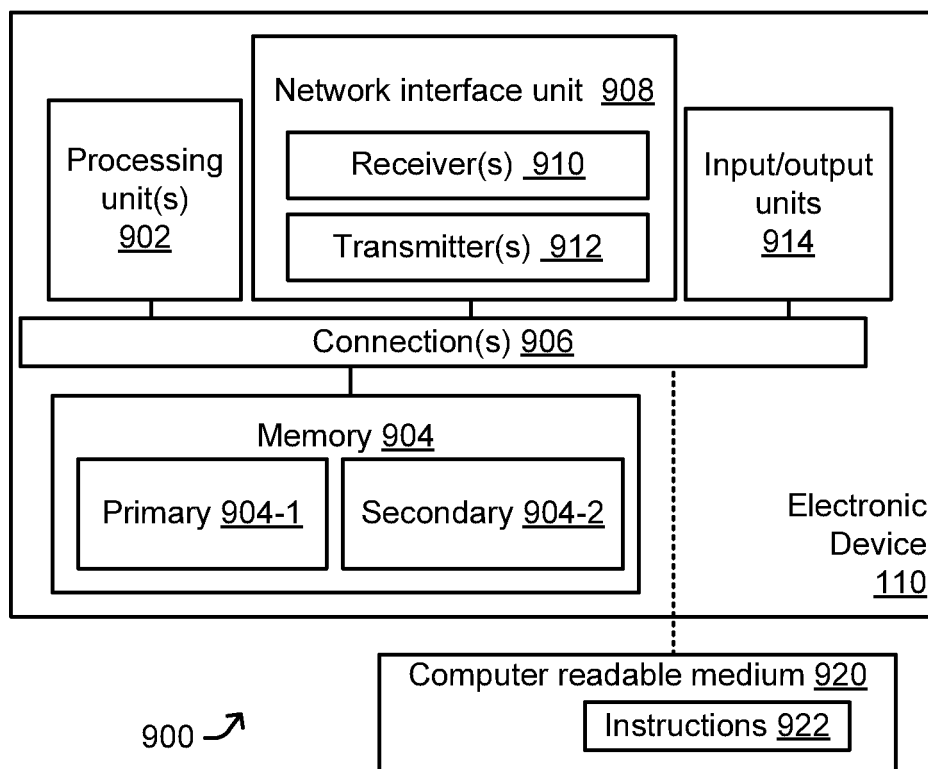 Network interface unit 908
Receiver(s) 910
Transmitter(s) 912
Processing
unit(s)
902
Input/output
units
914
Connection(s) 906
Memory 904
Primary 904-1
Secondary 904-2
Electronic
Device
110
Computer readable medium 920
Instructions 922
900